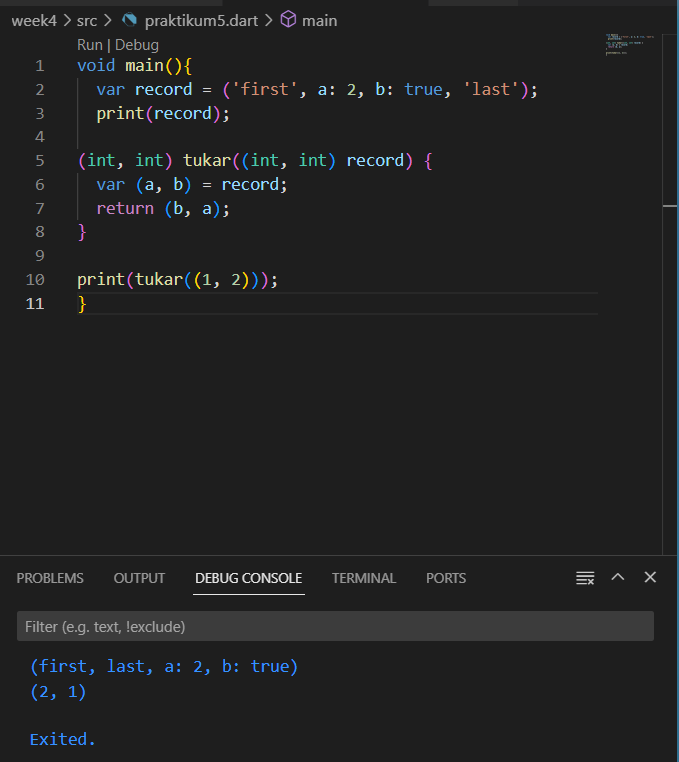 week4 > src > praktikum5.dart > main
Run | Debug
1 void main(){
2   var record = ('first', a: 2, b: true, 'last');
3   print(record);
4
5 (int, int) tukar((int, int) record) {
6   var (a, b) = record;
7   return (b, a);
8 }
9
10 print(tukar((1, 2)));
11 }
PROBLEMS OUTPUT DEBUG CONSOLE TERMINAL PORTS
Filter (e.g. text, !exclude)
(first, last, a: 2, b: true)
(2, 1)
Exited.